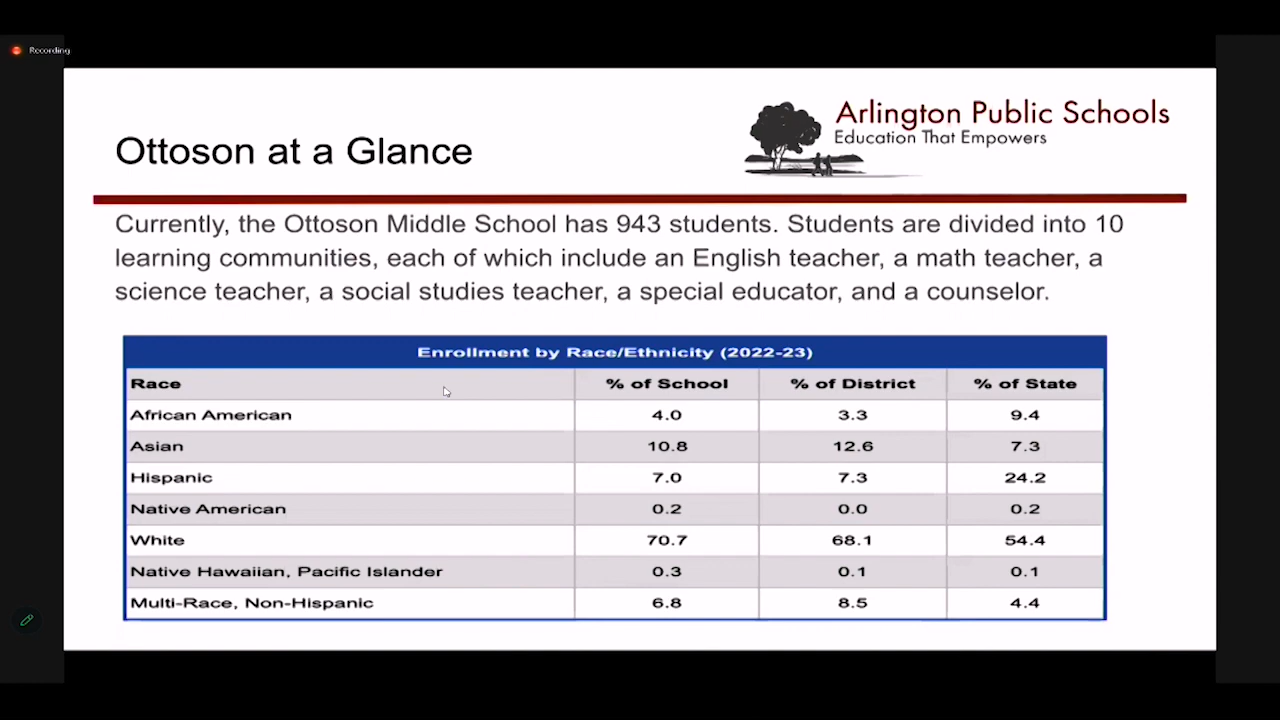 Recording
Arlington Public Schools
Education That Empowers
Ottoson at a Glance
Currently, the Ottoson Middle School has 943 students. Students are divided into 10
learning communities, each of which include an English teacher, a math teacher, a
science teacher, a social studies teacher, a special educator, and a counselor.
Enrollment by Race/Ethnicity (2022-23)
Race % of School % of District % of State
African American 4.0 3.3 9.4
Asian 10.8 12.6 7.3
Hispanic 7.0 7.3 24.2
Native American 0.2 0.0 0.2
White 70.7 68.1 54.4
Native Hawaiian, Pacific Islander 0.3 0.1 0.1
Multi-Race, Non-Hispanic 6.8 8.5 4.4